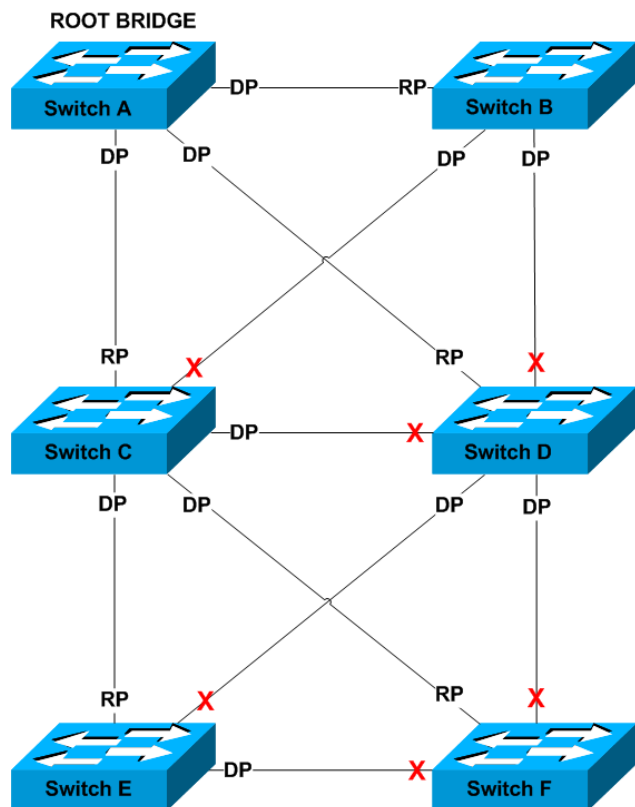 ROOT BRIDGE
Switch A
DP
RP
Switch B
DP
DP
DP
DP
RP
X
RP
X
Switch C
DP
X
Switch D
DP
DP
DP
DP
RP
X
RP
X
Switch E
DP
X
Switch F